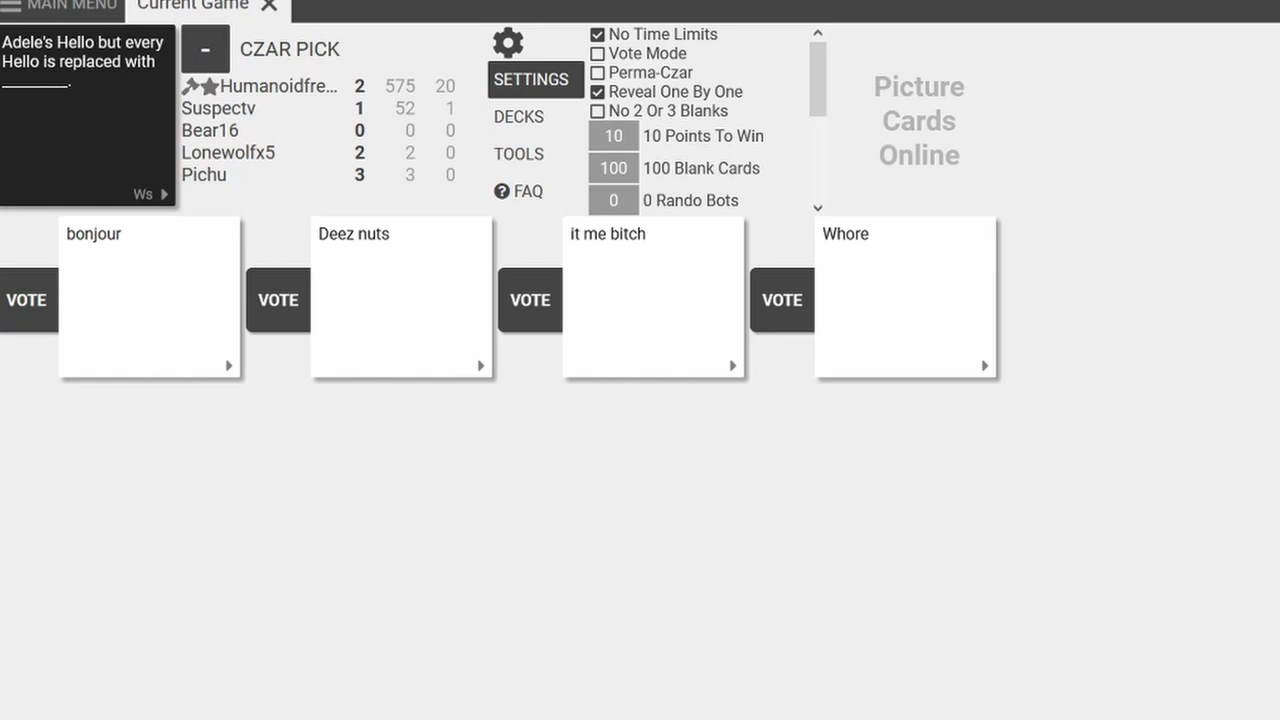 MAIN MENU
Current Game
Adele's Hello but every
Hello is replaced with
________.
Ws
-
CZAR PICK
Humanoidfre... 2 575 20
Suspectv 1 52 1
Bear16 0 0 0
Lonewolfx5 2 2 0
Pichu 3 3 0
SETTINGS
DECKS
TOOLS
FAQ
No Time Limits
Vote Mode
Perma-Czar
Reveal One By One
No 2 Or 3 Blanks
10 10 Points To Win
100 100 Blank Cards
0 0 Rando Bots
Picture
Cards
Online
VOTE
bonjour
VOTE
Deez nuts
VOTE
it me bitch
VOTE
Whore